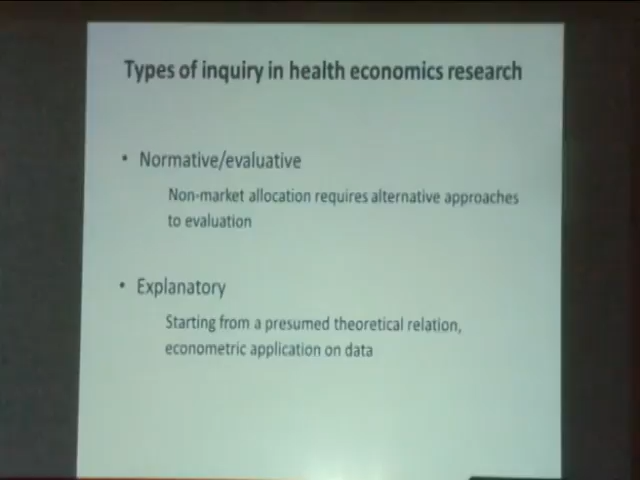 Types of inquiry in health economics research
• Normative/evaluative
Non-market allocation requires alternative approaches
to evaluation
• Explanatory
Starting from a presumed theoretical relation,
econometric application on data